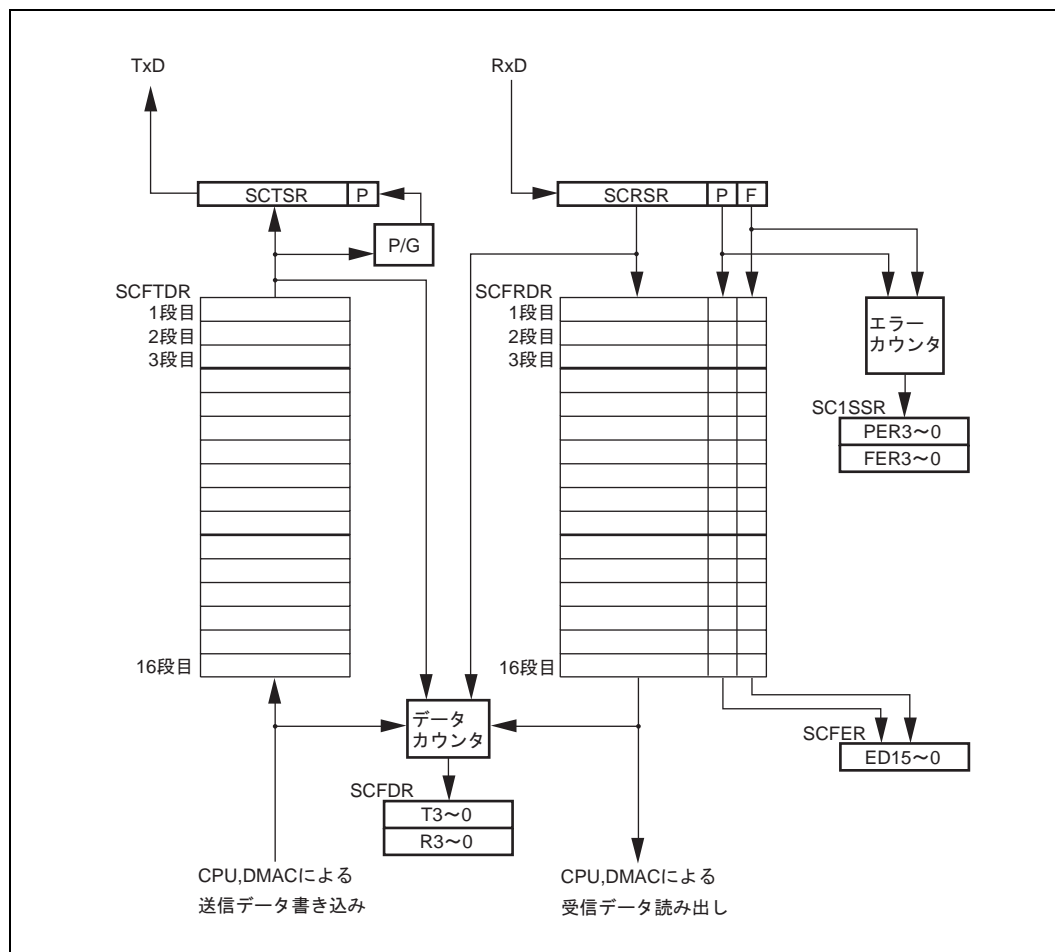 TxD
RxD
SCTSR
P
SCRSR
P
F
P/G
SCFTDR
1段目
2段目
3段目
16段目
SCFRDR
1段目
2段目
3段目
16段目
エラー
カウンタ
SC1SSR
PER3～0
FER3～0
データ
カウンタ
SCFDR
T3～0
R3～0
SCFER
ED15～0
CPU,DMACによる
送信データ書き込み
CPU,DMACによる
受信データ読み出し